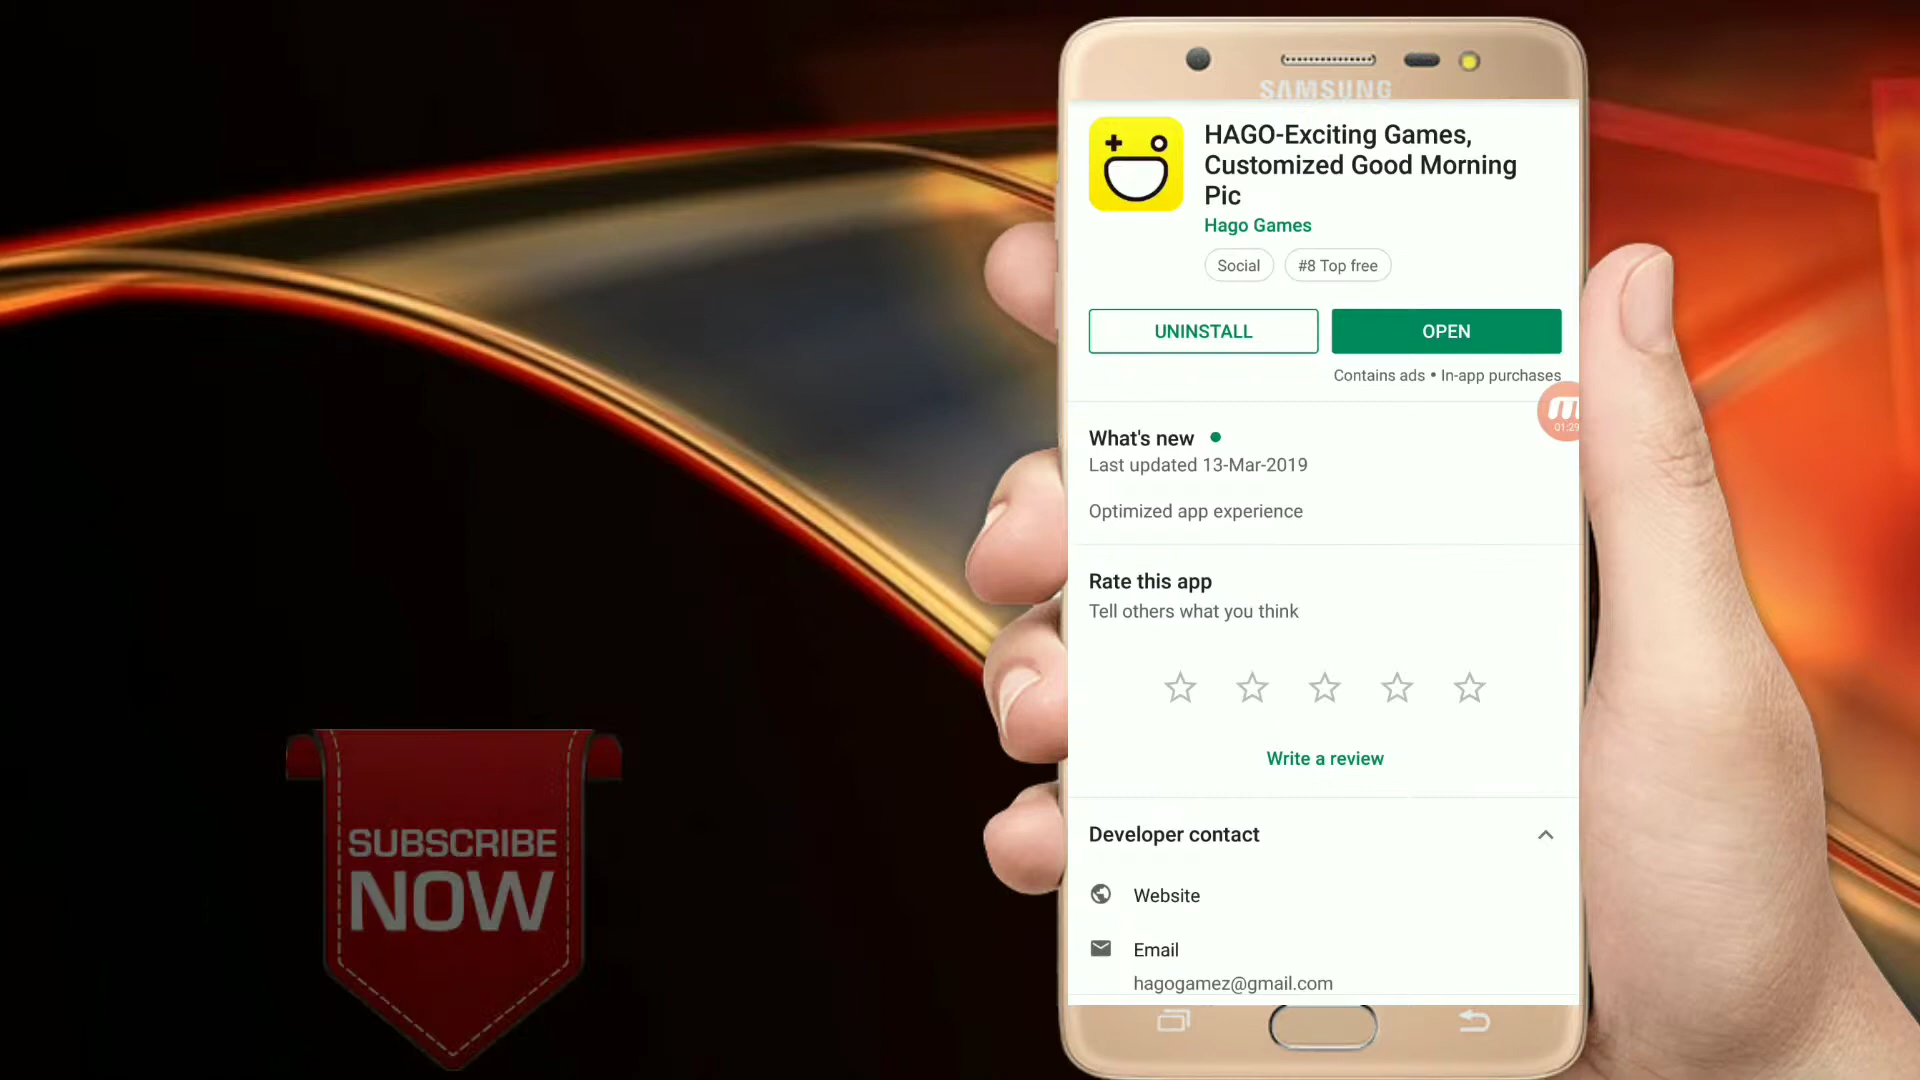 SAMSUNG
HAGO-Exciting Games,
Customized Good Morning
Pic
Hago Games
Social
#8 Top free
UNINSTALL
OPEN
Contains ads • In-app purchases
01:29
What's new
Last updated 13-Mar-2019
Optimized app experience
Rate this app
Tell others what you think
Write a review
Developer contact
Website
Email
hagogamez@gmail.com
SUBSCRIBE
NOW